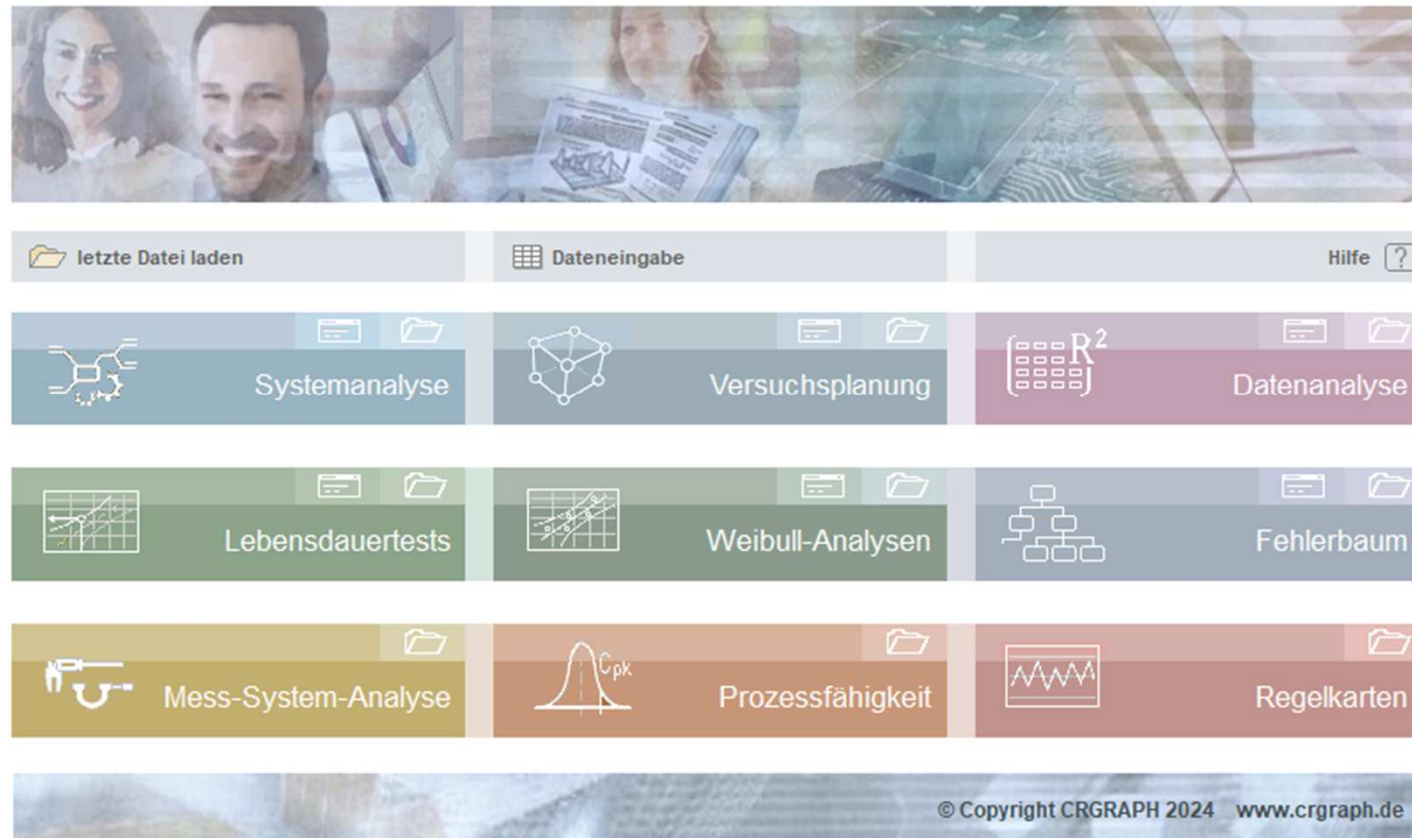 letzte Datei laden
Dateneingabe
Hilfe ?
Systemanalyse
Versuchsplanung
R²
Datenanalyse
Lebensdauertests
Weibull-Analysen
Fehlerbaum
Mess-System-Analyse
Cpk
Prozessfähigkeit
Regelkarten
© Copyright CRGRAPH 2024 www.crgraph.de